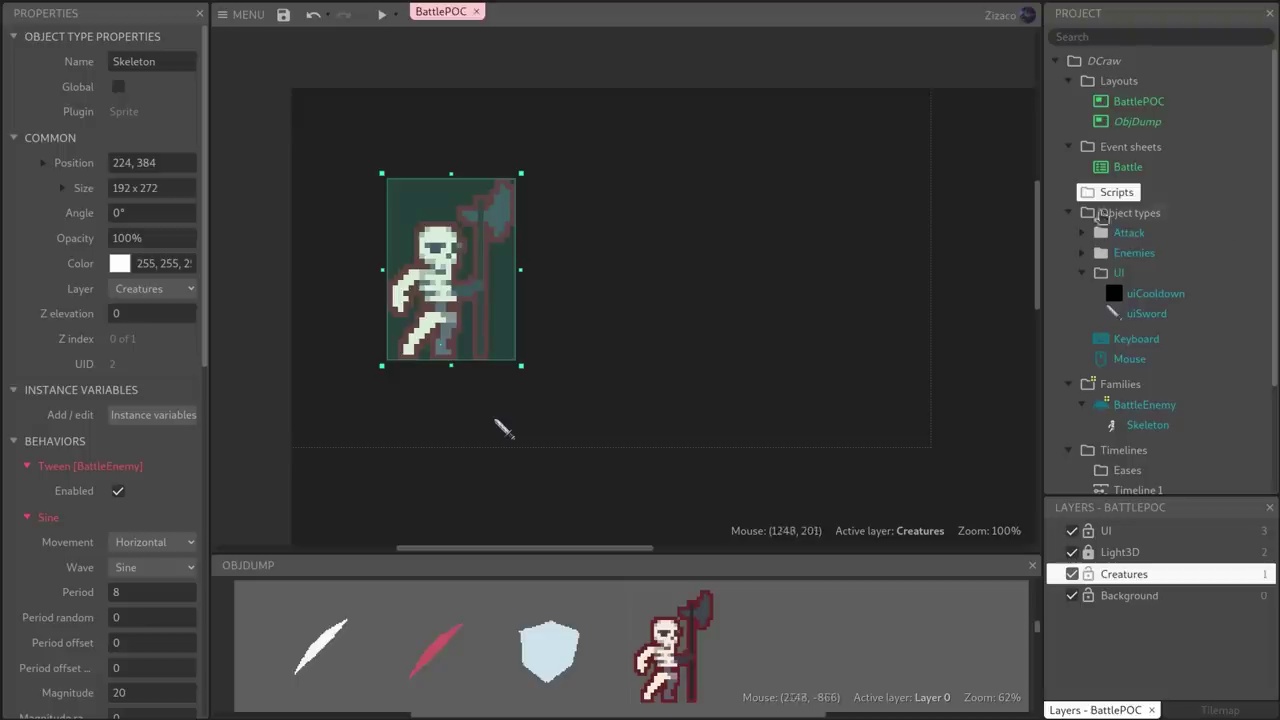 PROPERTIES
OBJECT TYPE PROPERTIES
Name Skeleton
Global
Plugin Sprite
COMMON
Position 224, 384
Size 192 x 272
Angle 0°
Opacity 100%
Color 255, 255, 25
Layer Creatures
Z elevation 0
Z index 0 of 1
UID 2
INSTANCE VARIABLES
Add / edit Instance variables
BEHAVIORS
Tween [BattleEnemy]
Enabled
Sine
Movement Horizontal
Wave Sine
Period 8
Period random 0
Period offset 0
Period offset ... 0
Magnitude 20
MENU
BattlePOC
Zizaco
Mouse: (1248, 201) Active layer: Creatures Zoom: 100%
OBJDUMP
Active layer: Layer 0 Zoom: 62%
PROJECT
Search
DCraw
Layouts
BattlePOC
ObjDump
Event sheets
Battle
Scripts
Object types
Attack
Enemies
UI
uiCooldown
uiSword
Keyboard
Mouse
Families
BattleEnemy
Skeleton
Timelines
Eases
Timeline 1
LAYERS - BATTLEPOC
UI 3
Light3D 2
Creatures 1
Background 0
Layers - BattlePOC
Tilemap